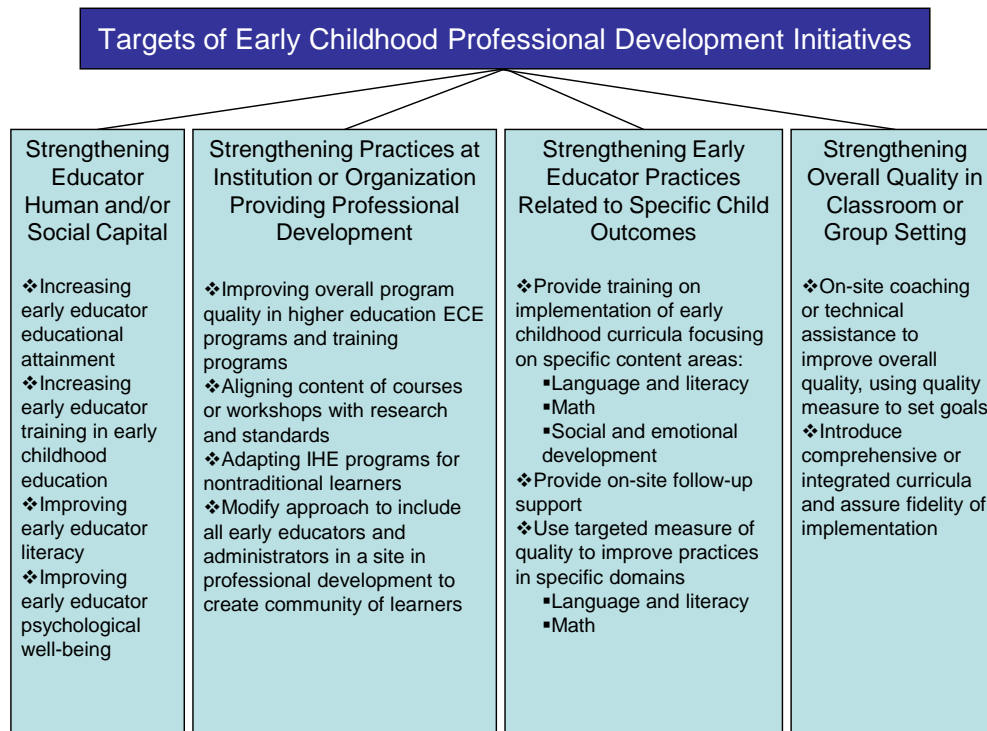 Targets of Early Childhood Professional Development Initiatives
Strengthening
Educator
Human and/or
Social Capital
❖Increasing
early educator
educational
attainment
❖Increasing
early educator
training in early
childhood
education
❖Improving
early educator
literacy
❖Improving
early educator
psychological
well-being
Strengthening Practices at
Institution or Organization
Providing Professional
Development
❖Improving overall program
quality in higher education ECE
programs and training
programs
❖Aligning content of courses
or workshops with research
and standards
❖Adapting IHE programs for
nontraditional learners
❖Modify approach to include
all early educators and
administrators in a site in
professional development to
create community of learners
Strengthening Early
Educator Practices
Related to Specific Child
Outcomes
❖Provide training on
implementation of early
childhood curricula focusing
on specific content areas:
▪Language and literacy
▪Math
▪Social and emotional
development
❖Provide on-site follow-up
support
❖Use targeted measure of
quality to improve practices
in specific domains
▪Language and literacy
▪Math
Strengthening
Overall Quality in
Classroom or
Group Setting
❖On-site coaching
or technical
assistance to
improve overall
quality, using quality
measure to set goals
❖Introduce
comprehensive or
integrated curricula
and assure fidelity of
implementation